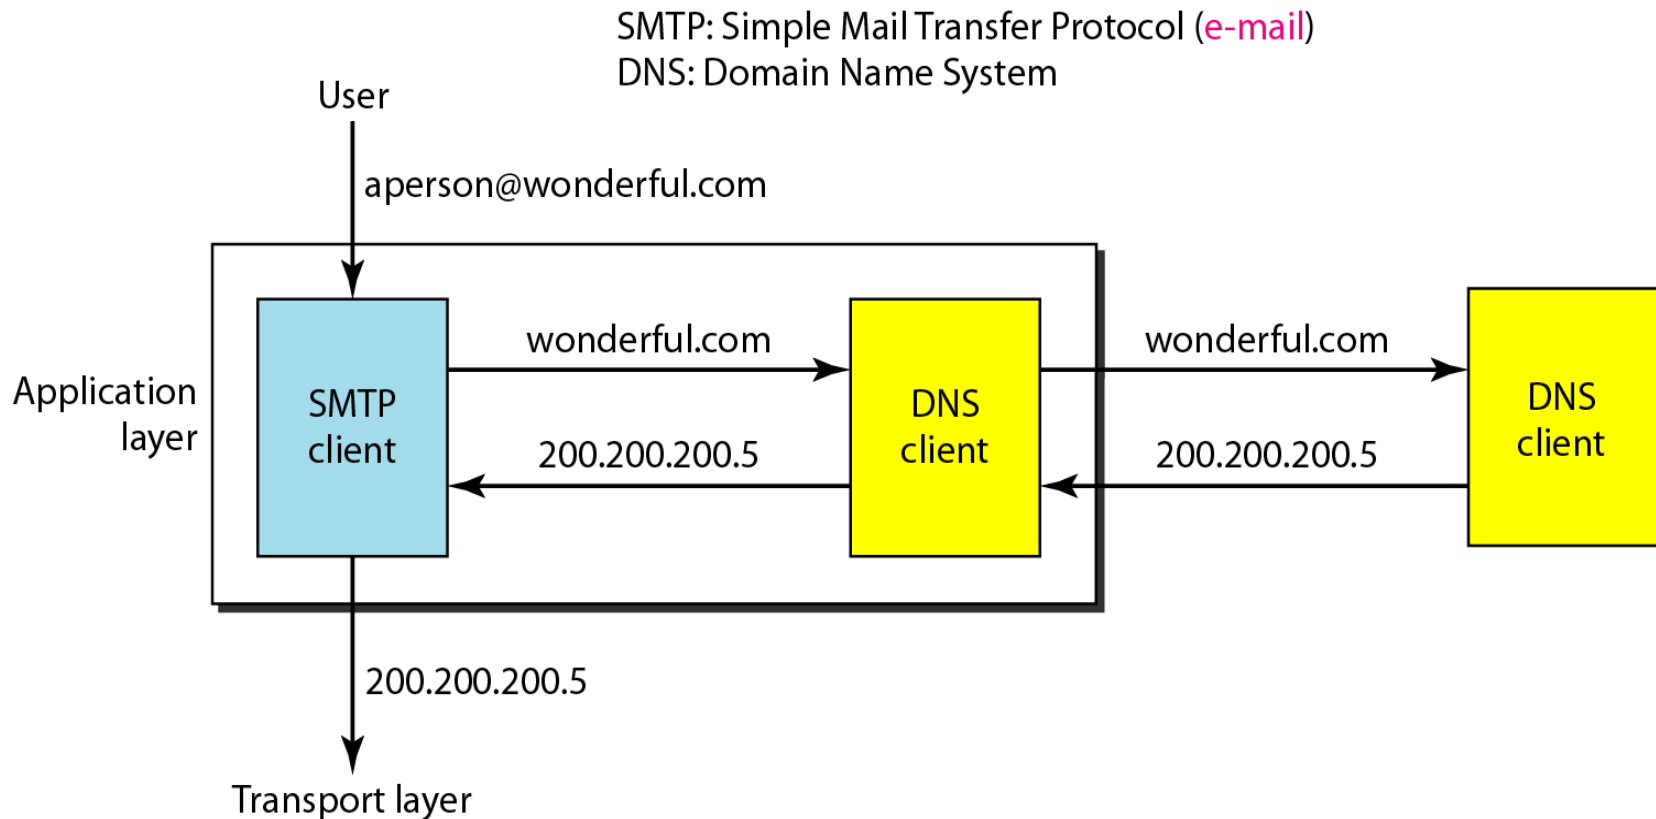 SMTP: Simple Mail Transfer Protocol (e-mail)
DNS: Domain Name System
User
aperson@wonderful.com
wonderful.com
wonderful.com
Application
layer
SMTP
client
DNS
client
DNS
client
200.200.200.5
200.200.200.5
200.200.200.5
Transport layer